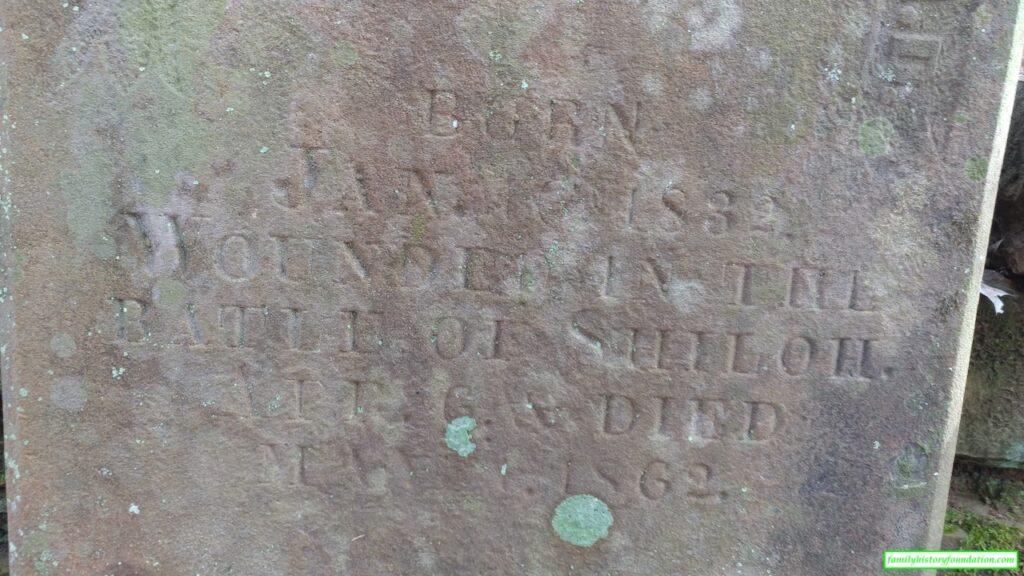 BORN
JAN. 1832.
WOUNDED IN THE
BATTLE OF SHILOH.
APR. 6. & DIED
MAY 1862.
familyhistoryfoundation.com